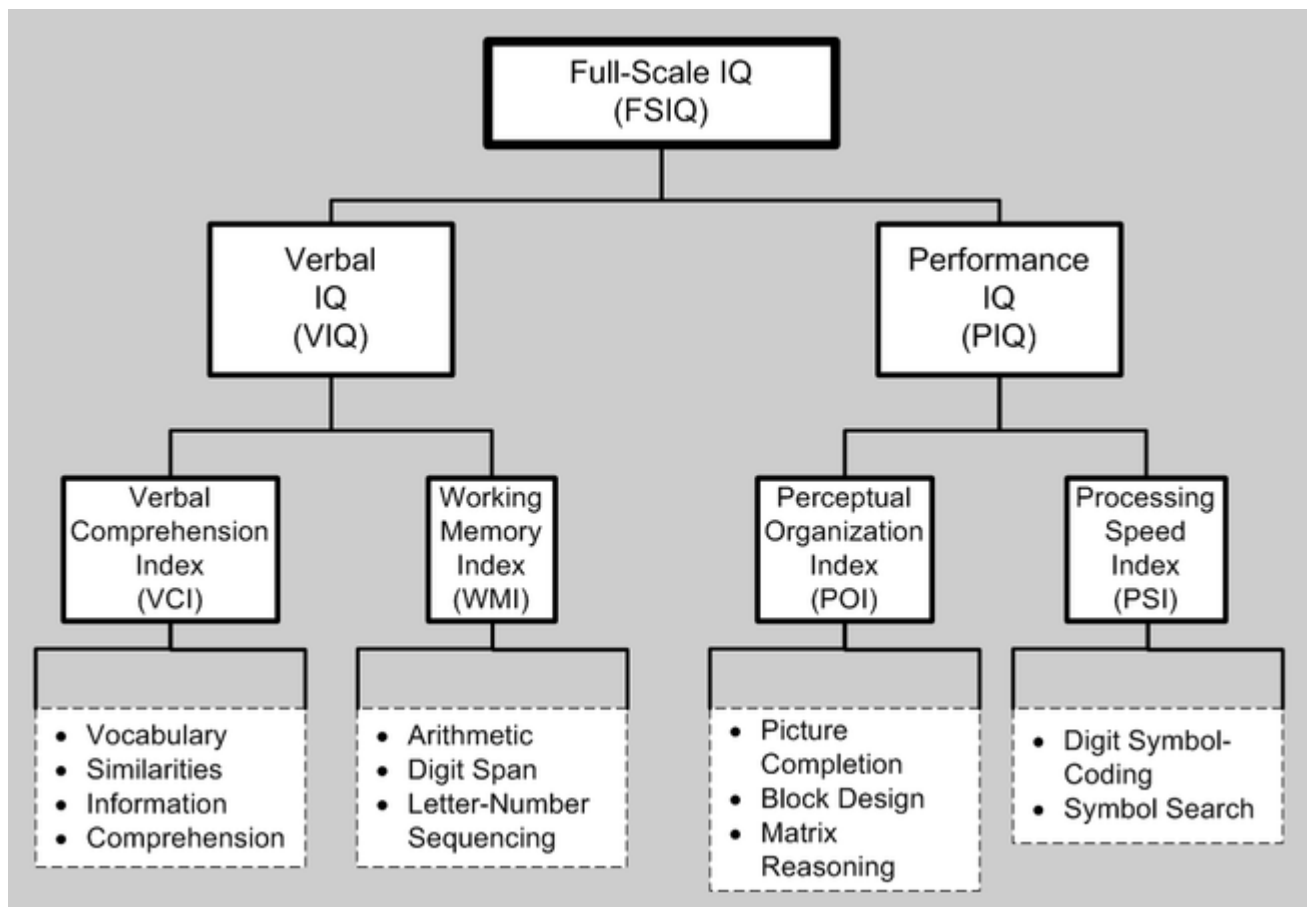 Full-Scale IQ
(FSIQ)
Verbal
IQ
(VIQ)
Performance
IQ
(PIQ)
Verbal
Comprehension
Index
(VCI)
Working
Memory
Index
(WMI)
Perceptual
Organization
Index
(POI)
Processing
Speed
Index
(PSI)
• Vocabulary
• Similarities
• Information
• Comprehension
• Arithmetic
• Digit Span
• Letter-Number
Sequencing
• Picture
Completion
• Block Design
• Matrix
Reasoning
• Digit Symbol-
Coding
• Symbol Search